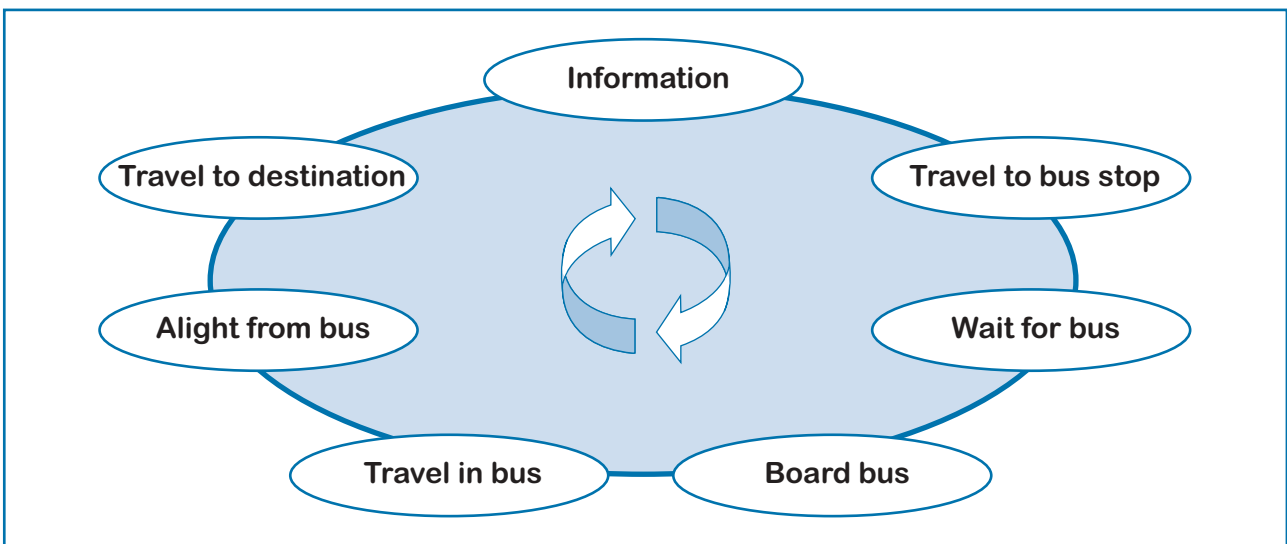 Information
Travel to destination
Travel to bus stop
Alight from bus
Wait for bus
Travel in bus
Board bus